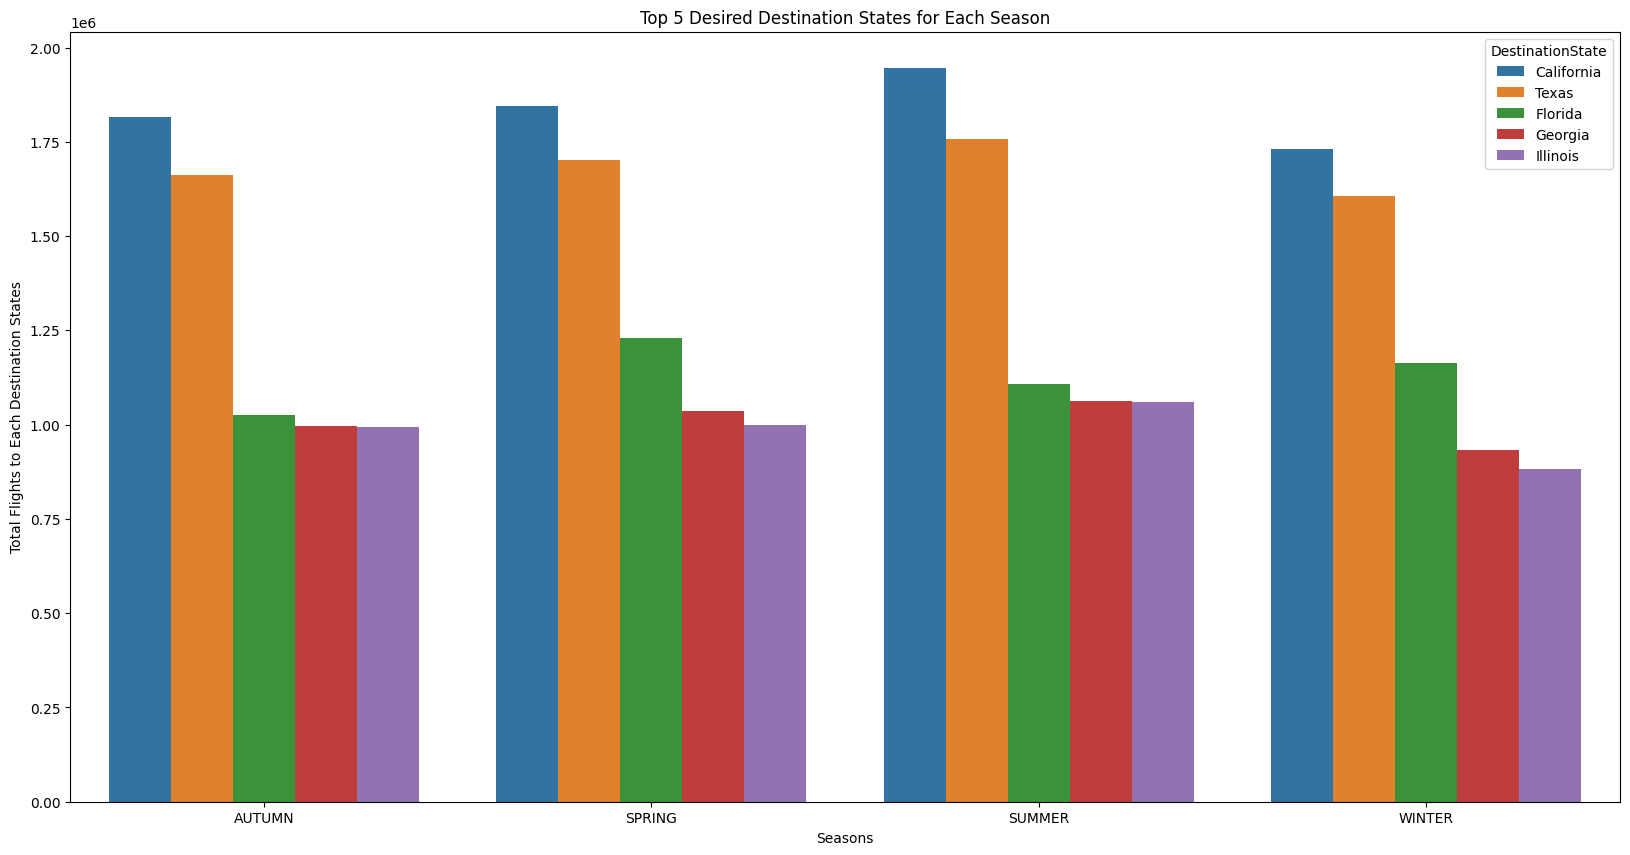 Top 5 Desired Destination States for Each Season
1e6
2.00
1.75
1.50
1.25
1.00
0.75
0.50
0.25
0.00
Total Flights to Each Destination States
DestinationState
California
Texas
Florida
Georgia
Illinois
AUTUMN
SPRING
SUMMER
WINTER
Seasons